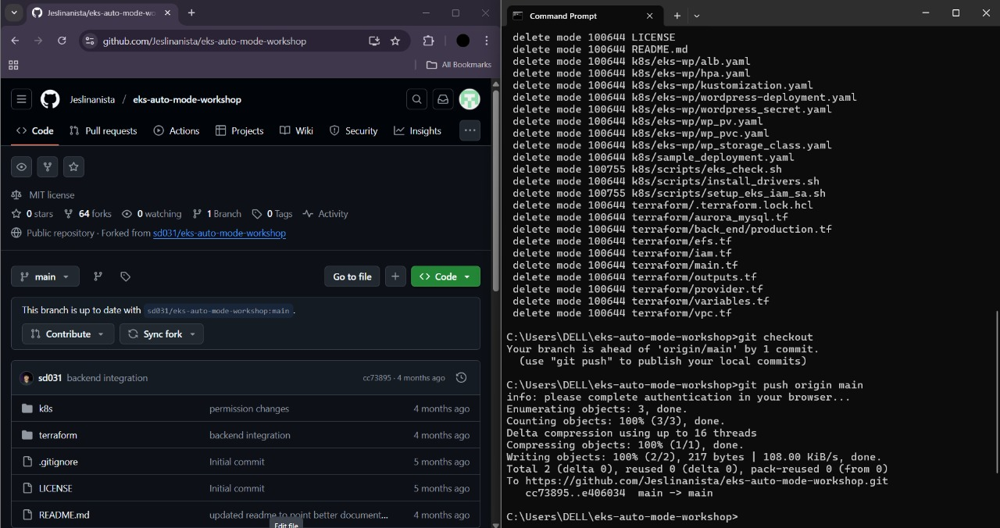 Jeslinanista/eks-auto-mode-wo
github.com/Jeslinanista/eks-auto-mode-workshop
All Bookmarks
Jeslinanista / eks-auto-mode-workshop
Code Pull requests Actions Projects Wiki Security Insights
MIT license
0 stars 64 forks 0 watching 1 Branch 0 Tags Activity
Public repository · Forked from sd031/eks-auto-mode-workshop
main Go to file Code
This branch is up to date with sd031/eks-auto-mode-workshop:main .
Contribute Sync fork
sd031 backend integration cc73895 · 4 months ago
k8s permission changes 4 months ago
terraform backend integration 4 months ago
.gitignore Initial commit 5 months ago
LICENSE Initial commit 5 months ago
README.md updated readme to point better document... 4 months ago
Edit file
Command Prompt
delete mode 100644 LICENSE
delete mode 100644 README.md
delete mode 100644 k8s/eks-wp/alb.yaml
delete mode 100644 k8s/eks-wp/hpa.yaml
delete mode 100644 k8s/eks-wp/kustomization.yaml
delete mode 100644 k8s/eks-wp/wordpress-deployment.yaml
delete mode 100644 k8s/eks-wp/wordpress_secret.yaml
delete mode 100644 k8s/eks-wp/wp_pv.yaml
delete mode 100644 k8s/eks-wp/wp_pvc.yaml
delete mode 100644 k8s/eks-wp/wp_storage_class.yaml
delete mode 100644 k8s/sample_deployment.yaml
delete mode 100755 k8s/scripts/eks_check.sh
delete mode 100644 k8s/scripts/install_drivers.sh
delete mode 100755 k8s/scripts/setup_eks_iam_sa.sh
delete mode 100644 terraform/.terraform.lock.hcl
delete mode 100644 terraform/aurora_mysql.tf
delete mode 100644 terraform/back_end/production.tf
delete mode 100644 terraform/efs.tf
delete mode 100644 terraform/iam.tf
delete mode 100644 terraform/main.tf
delete mode 100644 terraform/outputs.tf
delete mode 100644 terraform/provider.tf
delete mode 100644 terraform/variables.tf
delete mode 100644 terraform/vpc.tf
C:\Users\DELL\eks-auto-mode-workshop>git checkout
Your branch is ahead of 'origin/main' by 1 commit.
(use "git push" to publish your local commits)
C:\Users\DELL\eks-auto-mode-workshop>git push origin main
info: please complete authentication in your browser...
Enumerating objects: 3, done.
Counting objects: 100% (3/3), done.
Delta compression using up to 16 threads
Compressing objects: 100% (1/1), done.
Writing objects: 100% (2/2), 217 bytes | 108.00 KiB/s, done.
Total 2 (delta 0), reused 0 (delta 0), pack-reused 0 (from 0)
To https://github.com/Jeslinanista/eks-auto-mode-workshop.git
cc73895..e406034 main -> main
C:\Users\DELL\eks-auto-mode-workshop>